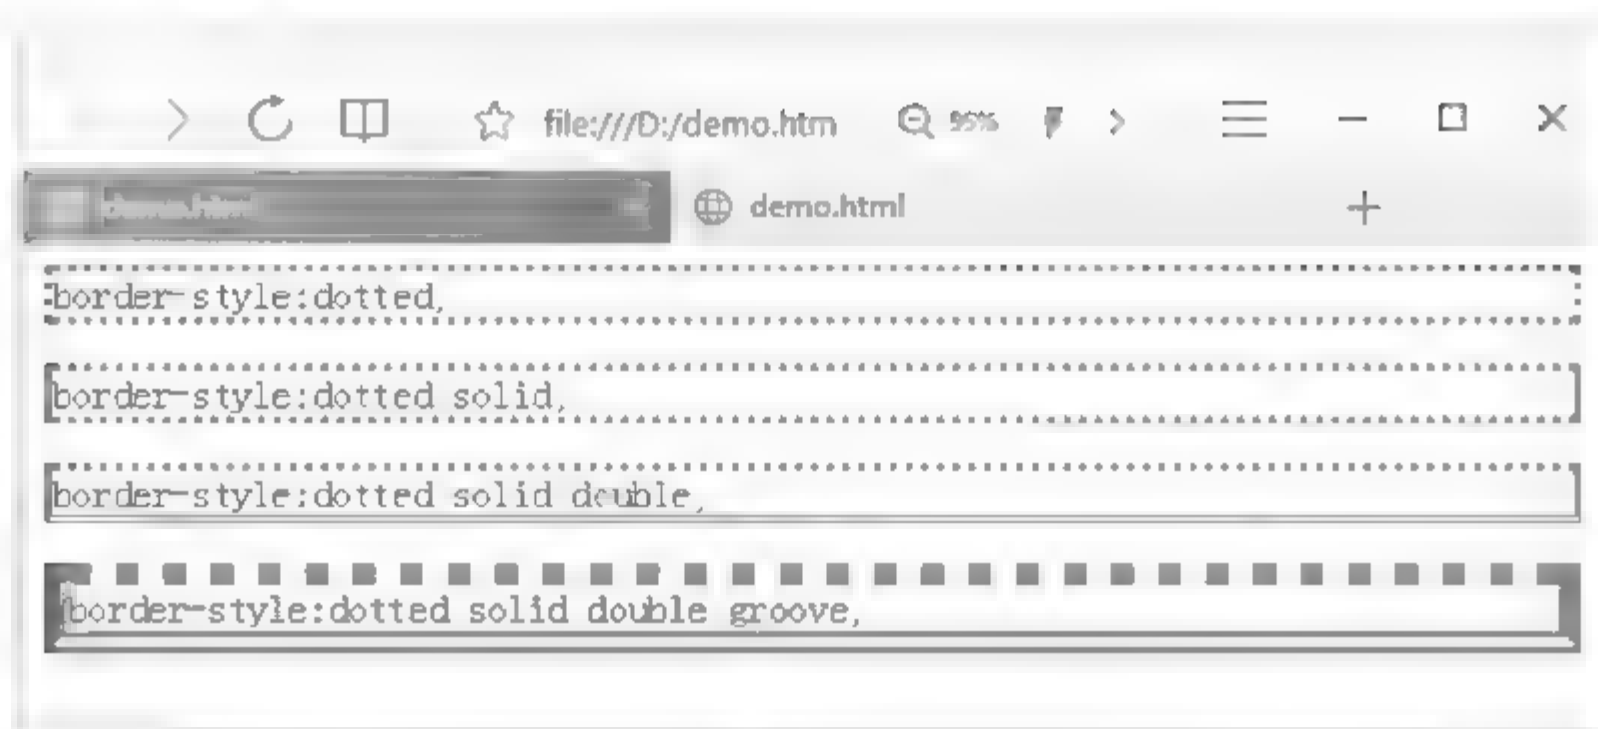 file:///D:/demo.htm 95%
demo.html
border-style:dotted,
border-style:dotted solid,
border-style:dotted solid double,
border-style:dotted solid double groove,